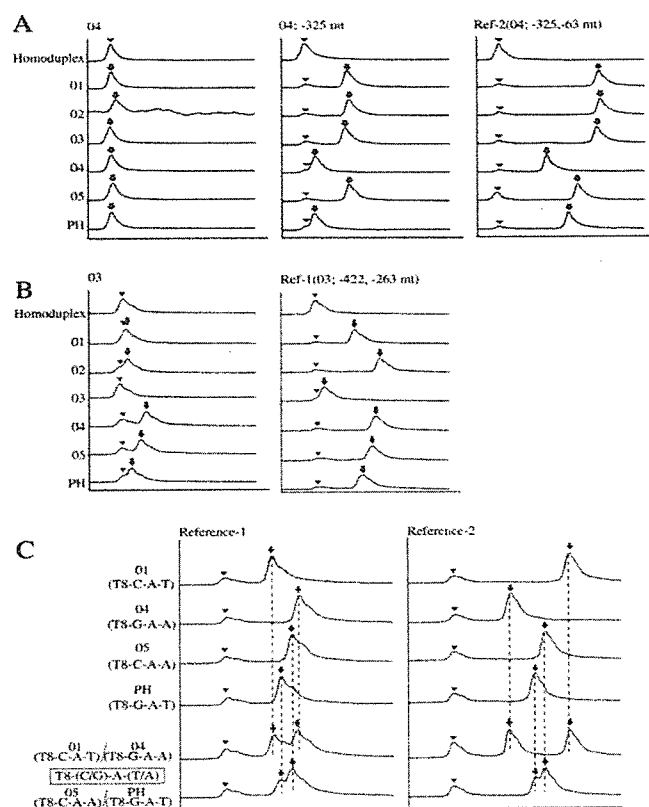 A
04
04; -325 nt
Ref-2(04; -325,-63 nt)
Homoduplex
01
02
03
04
05
PH
B
03
Ref-1(03; -422, -263 nt)
Homoduplex
01
02
03
04
05
PH
C
Reference-1
Reference-2
01
(T8-C-A-T)
04
(T8-G-A-A)
05
(T8-C-A-A)
PH
(T8-G-A-T)
01 / 04
(T8-C-A-T)/(T8-G-A-A)
T8-(C/G)-A-(T/A)
05 / PH
(T8-C-A-A)/(T8-G-A-T)